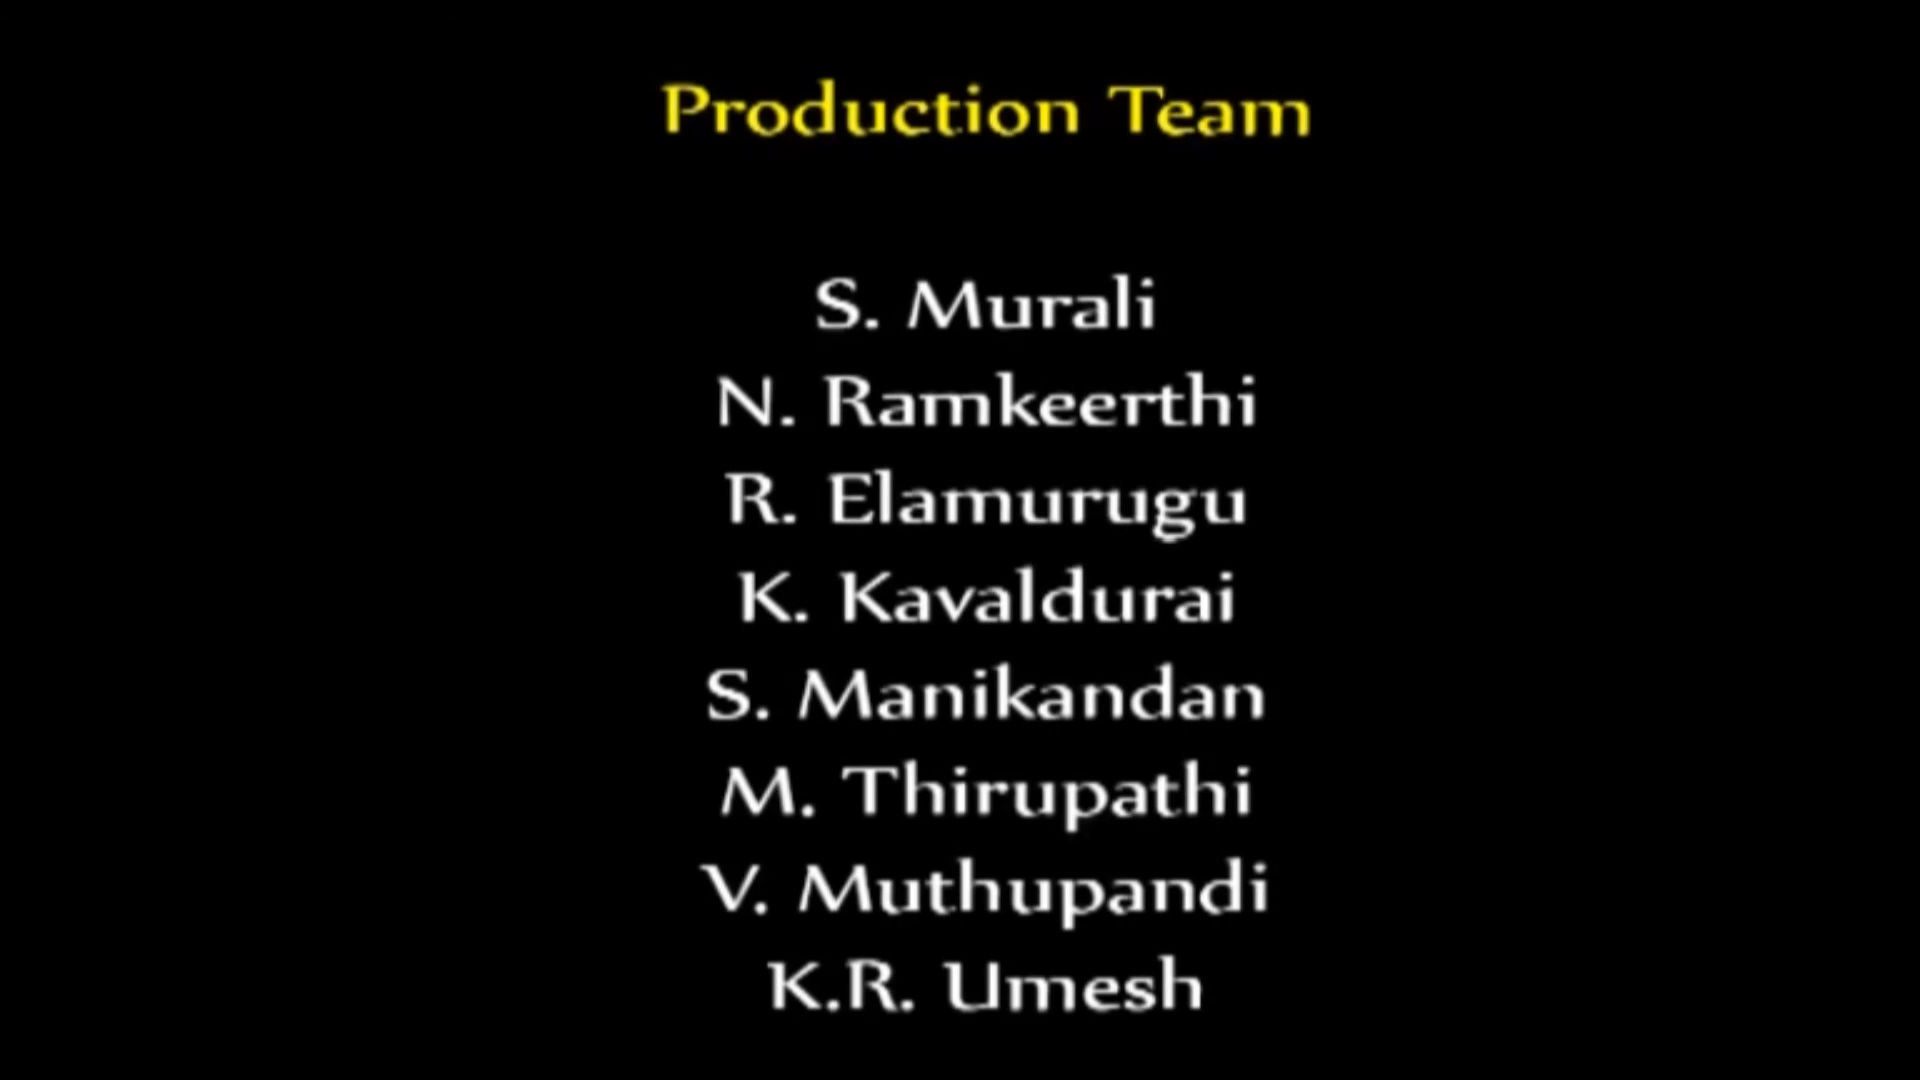 Production Team
S. Murali
N. Ramkeerthi
R. Elamurugu
K. Kavaldurai
S. Manikandan
M. Thirupathi
V. Muthupandi
K.R. Umesh